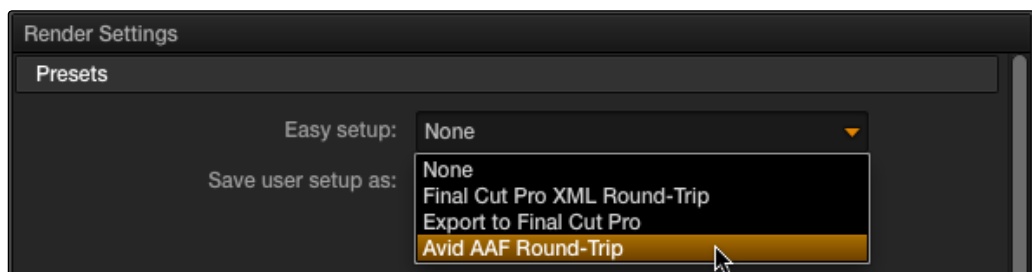 Render Settings
Presets
Easy setup: None
Save user setup as:
None
Final Cut Pro XML Round-Trip
Export to Final Cut Pro
Avid AAF Round-Trip